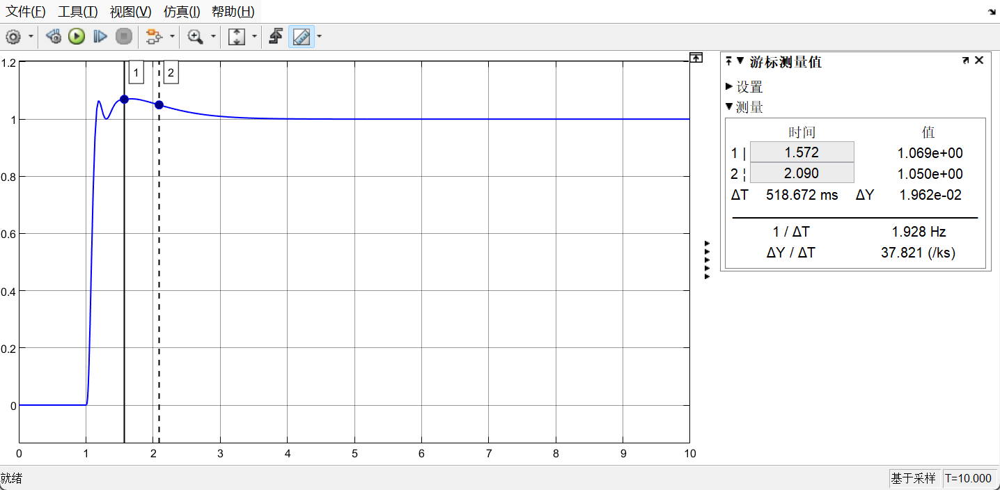 文件(F) 工具(T) 视图(V) 仿真(I) 帮助(H)
1.2
1
0.8
0.6
0.4
0.2
0
1
2
0 1 2 3 4 5 6 7 8 9 10
游标测量值
设置
测量
时间 值
1 | 1.572 1.069e+00
2 ¦ 2.090 1.050e+00
ΔT 518.672 ms ΔY 1.962e-02
1 / ΔT 1.928 Hz
ΔY / ΔT 37.821 (/ks)
就绪 基于采样 T=10.000